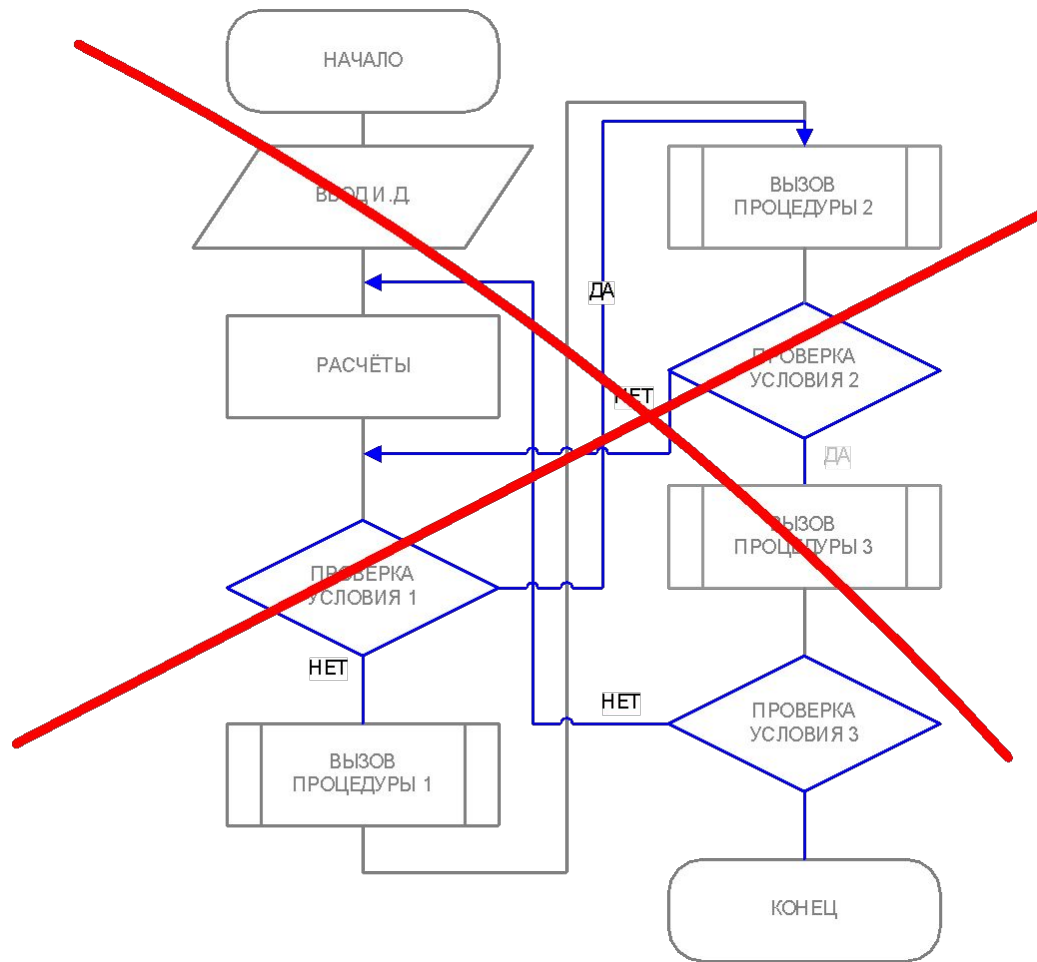 НАЧАЛО
ВВОД И.Д.
РАСЧЁТЫ
ПРОВЕРКА
УСЛОВИЯ 1
НЕТ
ВЫЗОВ
ПРОЦЕДУРЫ 1
ДА
ВЫЗОВ
ПРОЦЕДУРЫ 2
ПРОВЕРКА
УСЛОВИЯ 2
НЕТ
ДА
ВЫЗОВ
ПРОЦЕДУРЫ 3
НЕТ
ПРОВЕРКА
УСЛОВИЯ 3
КОНЕЦ